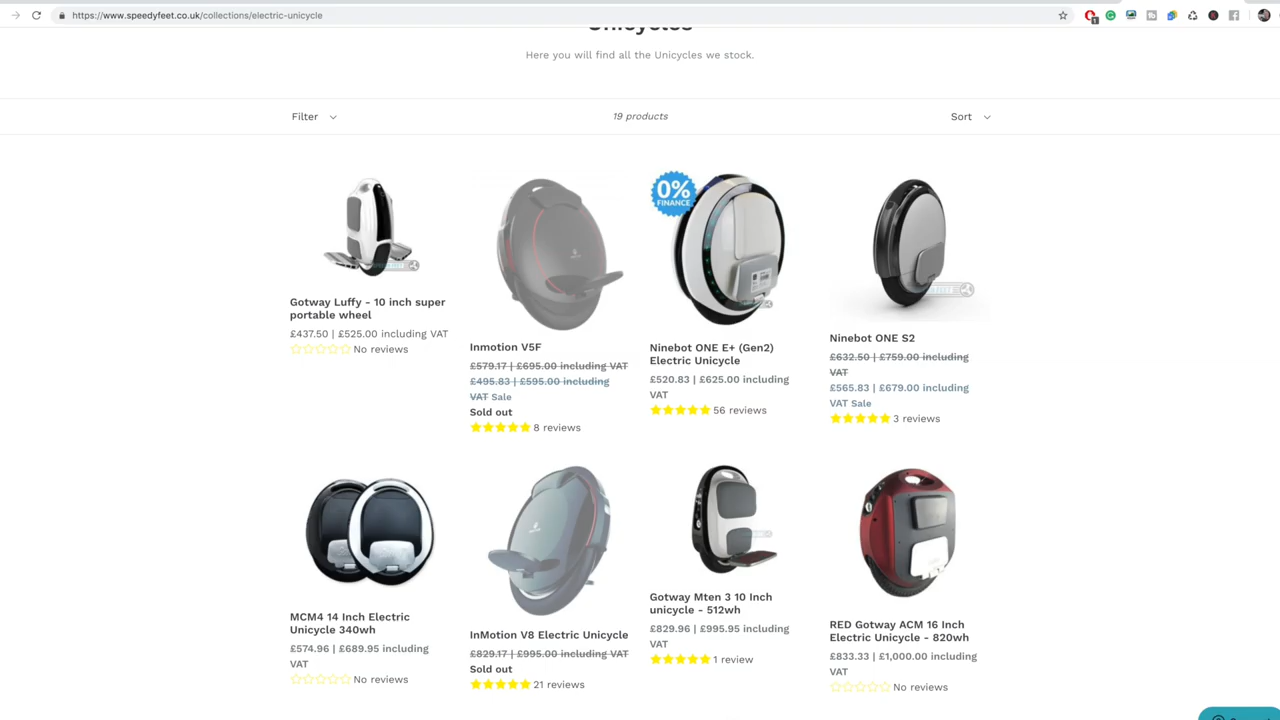 https://www.speedyfeet.co.uk/collections/electric-unicycle
1
Unicycles
Here you will find all the Unicycles we stock.
Filter
19 products
Sort
0%
FINANCE
Gotway Luffy - 10 inch super
portable wheel
£437.50 | £525.00 including VAT
No reviews
Inmotion V5F
£579.17 | £695.00 including VAT
£495.83 | £595.00 including
VAT Sale
Sold out
8 reviews
Ninebot ONE E+ (Gen2)
Electric Unicycle
£520.83 | £625.00 including
VAT
56 reviews
Ninebot ONE S2
£632.50 | £759.00 including
VAT
£565.83 | £679.00 including
VAT Sale
3 reviews
MCM4 14 Inch Electric
Unicycle 340wh
£574.96 | £689.95 including
VAT
No reviews
InMotion V8 Electric Unicycle
£829.17 | £995.00 including VAT
Sold out
21 reviews
Gotway Mten 3 10 Inch
unicycle - 512wh
£829.96 | £995.95 including
VAT
1 review
RED Gotway ACM 16 Inch
Electric Unicycle - 820wh
£833.33 | £1,000.00 including
VAT
No reviews